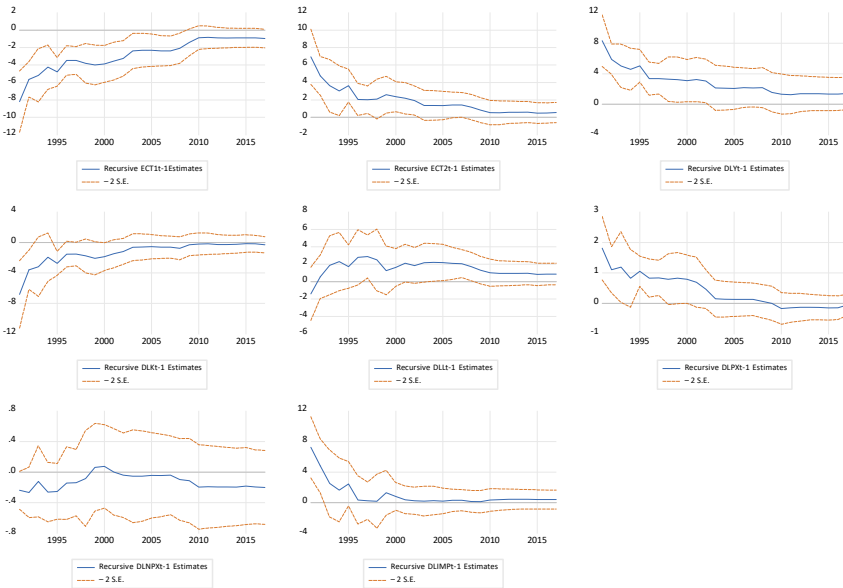 2
0
-2
-4
-6
-8
-10
-12
1995 2000 2005 2010 2015
Recursive ECT1t-1Estimates
– 2 S.E.
10
8
6
4
2
0
-2
1995 2000 2005 2010 2015
Recursive ECT2t-1 Estimates
– 2 S.E.
12
8
4
0
-4
1995 2000 2005 2010 2015
Recursive DLYt-1 Estimates
– 2 S.E.
4
0
-4
-8
-12
1995 2000 2005 2010 2015
Recursive DLKt-1 Estimates
– 2 S.E.
8
6
4
2
0
-2
-4
-6
1995 2000 2005 2010 2015
Recursive DLLt-1 Estimates
– 2 S.E.
3
2
1
0
-1
1995 2000 2005 2010 2015
Recursive DLPXt-1 Estimates
– 2 S.E.
.8
.4
.0
-.4
-.8
1995 2000 2005 2010 2015
Recursive DLNPXt-1 Estimates
– 2 S.E.
12
8
4
0
-4
1995 2000 2005 2010 2015
Recursive DLIMPt-1 Estimates
– 2 S.E.